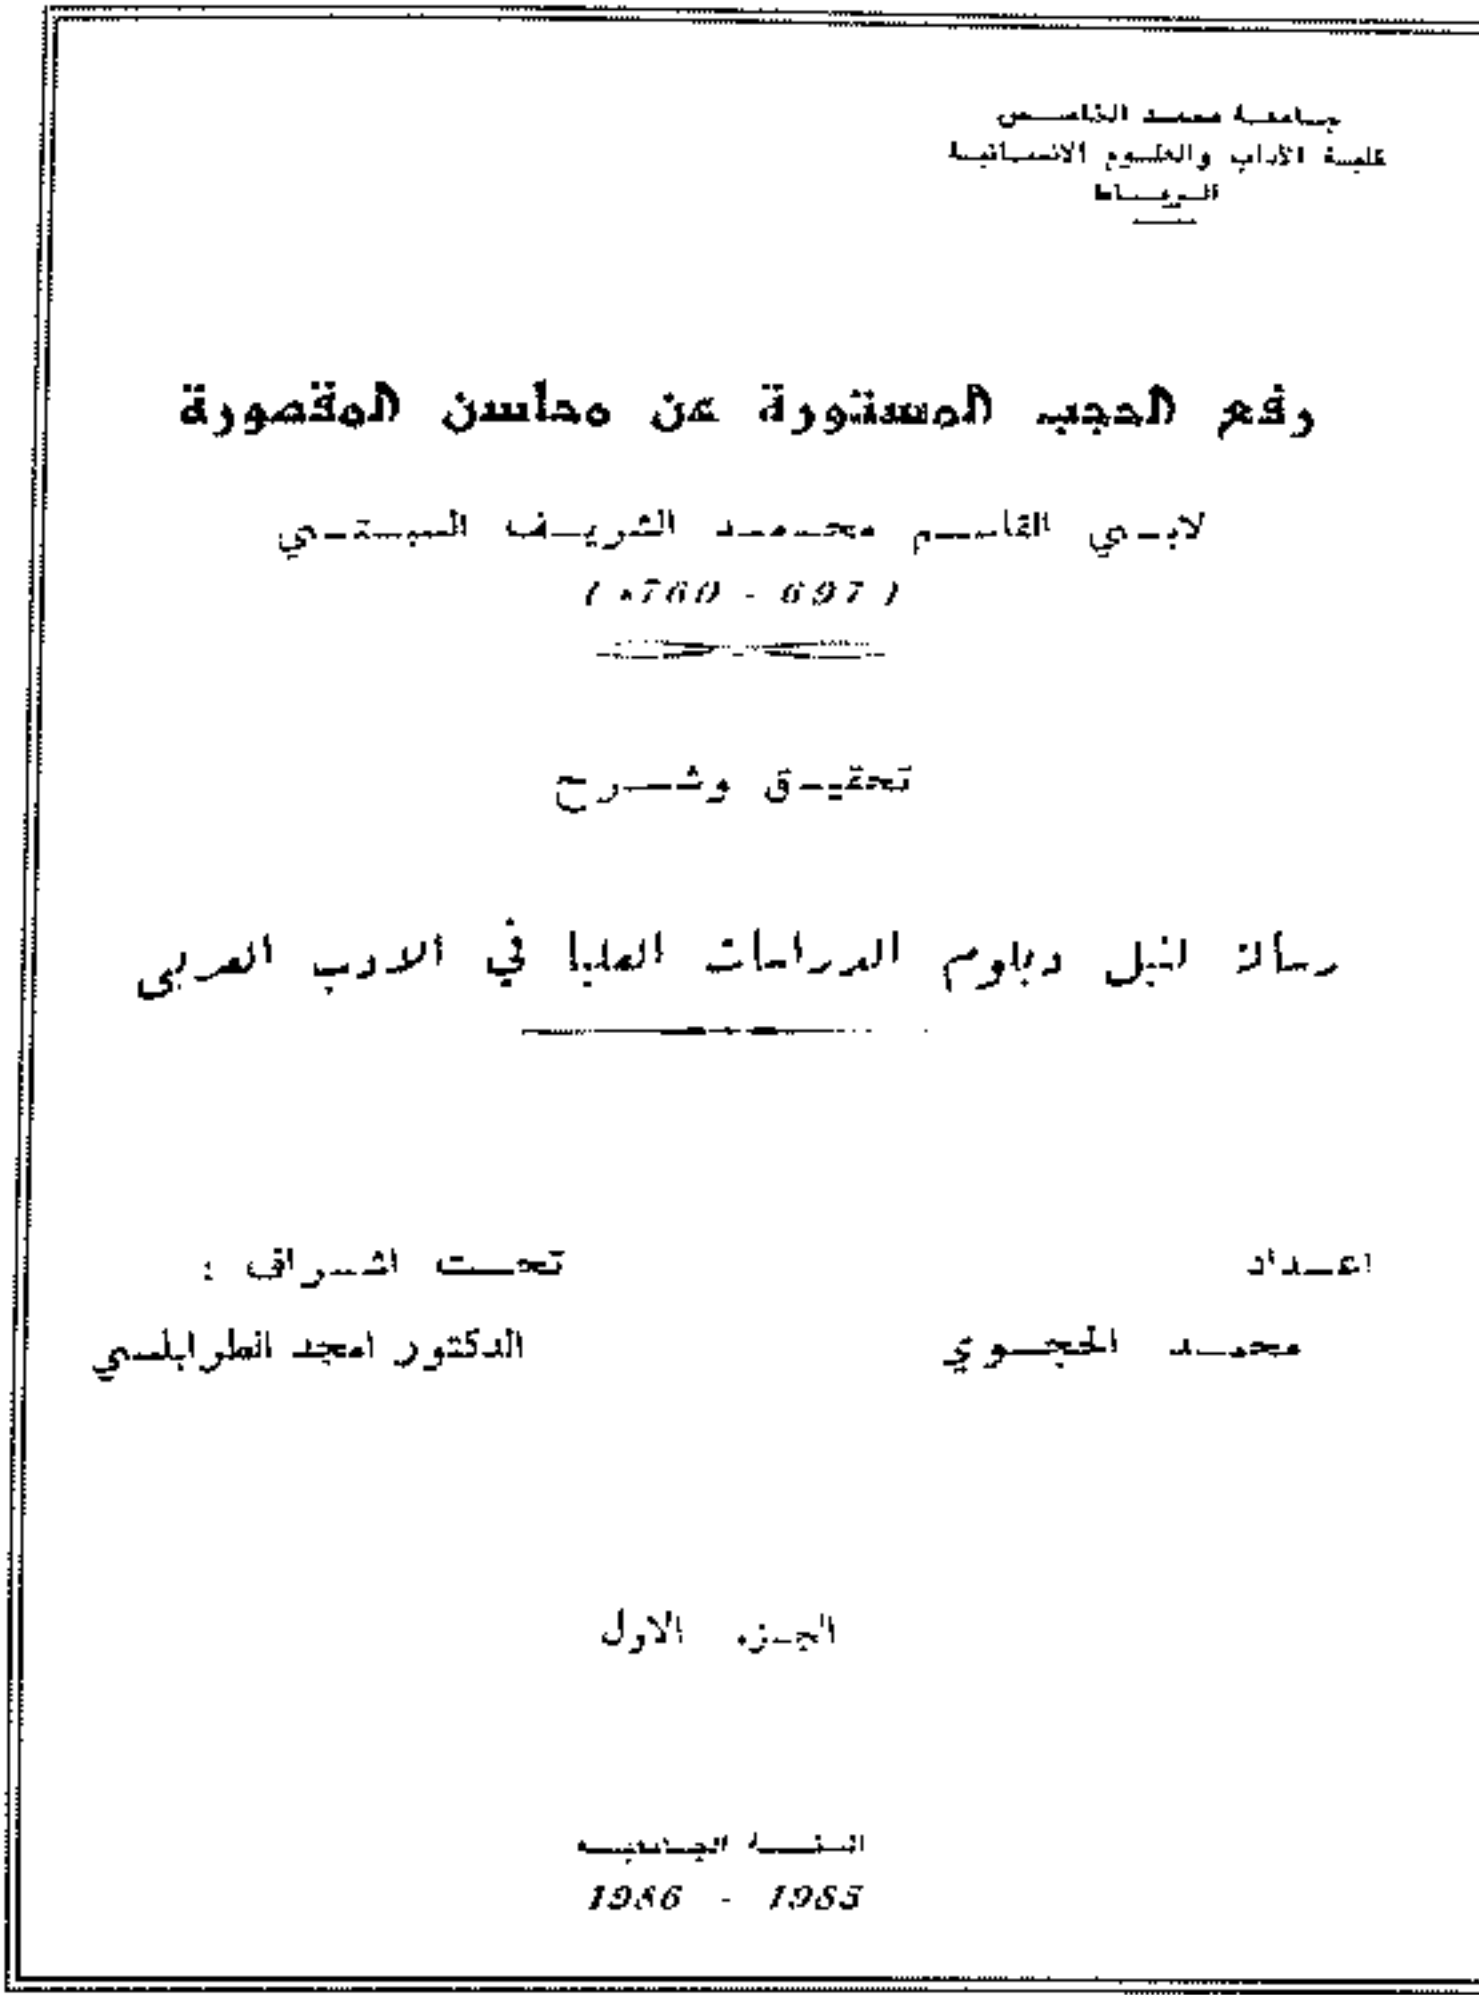 جامعة محمد الخامس
كلية الآداب والعلوم الانسانية
الرباط
رفع الحجب المستورة عن محاسن المقصورة
لابي القاسم محمد الشريف السبتي
( 697 - 760ه )
تحقيق وشرح
رسالة لنيل دبلوم الدراسات العليا في الادب العربي
اعداد
محمد الحجوي
تحت اشراف :
الدكتور امجد الطرابلسي
الجزء الاول
السنة الجامعية
1985 - 1986